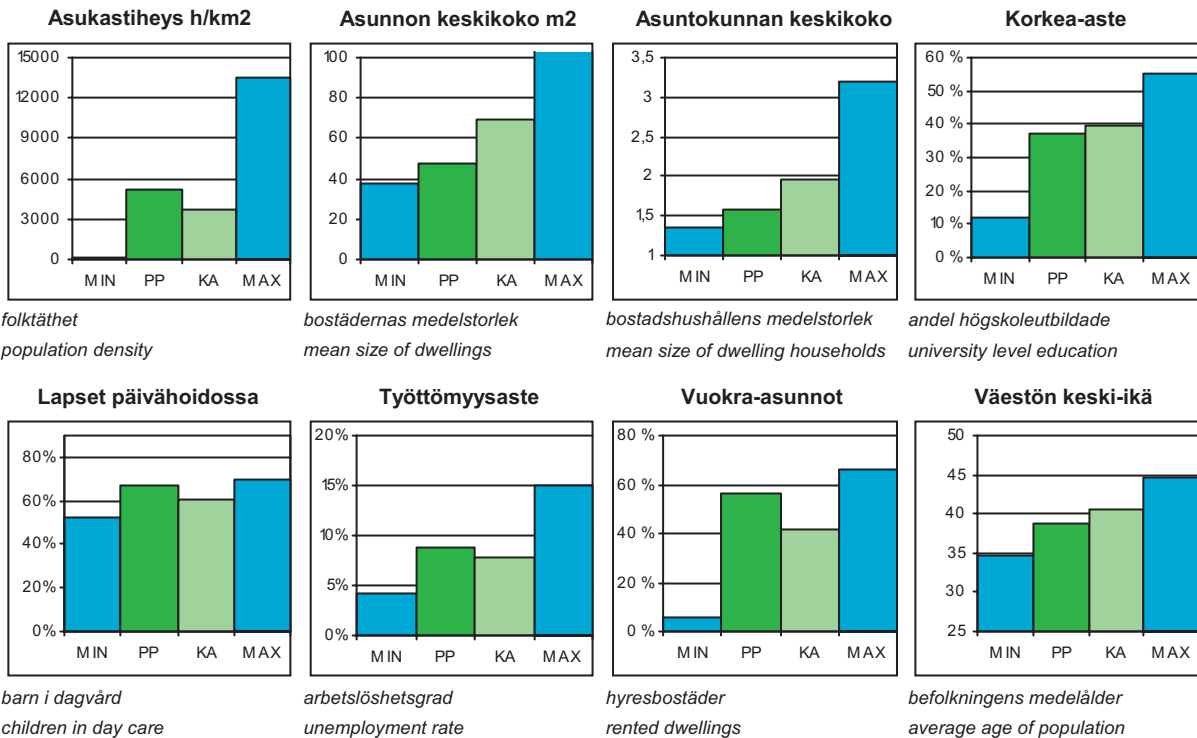 Asukastiheys h/km2
15000
12000
9000
6000
3000
0
MIN PP KA MAX
folktäthet
population density
Asunnon keskikoko m2
100
80
60
40
20
0
MIN PP KA MAX
bostädernas medelstorlek
mean size of dwellings
Asuntokunnan keskikoko
3,5
3
2,5
2
1,5
1
MIN PP KA MAX
bostadshushållens medelstorlek
mean size of dwelling households
Korkea-aste
60 %
50 %
40 %
30 %
20 %
10 %
0 %
MIN PP KA MAX
andel högskoleutbildade
university level education
Lapset päivähoidossa
80%
60%
40%
20%
0%
MIN PP KA MAX
barn i dagvård
children in day care
Työttömyysaste
20%
15%
10%
5%
0%
MIN PP KA MAX
arbetslöshetsgrad
unemployment rate
Vuokra-asunnot
80 %
60 %
40 %
20 %
0 %
MIN PP KA MAX
hyresbostäder
rented dwellings
Väestön keski-ikä
50
45
40
35
30
25
MIN PP KA MAX
befolkningens medelålder
average age of population